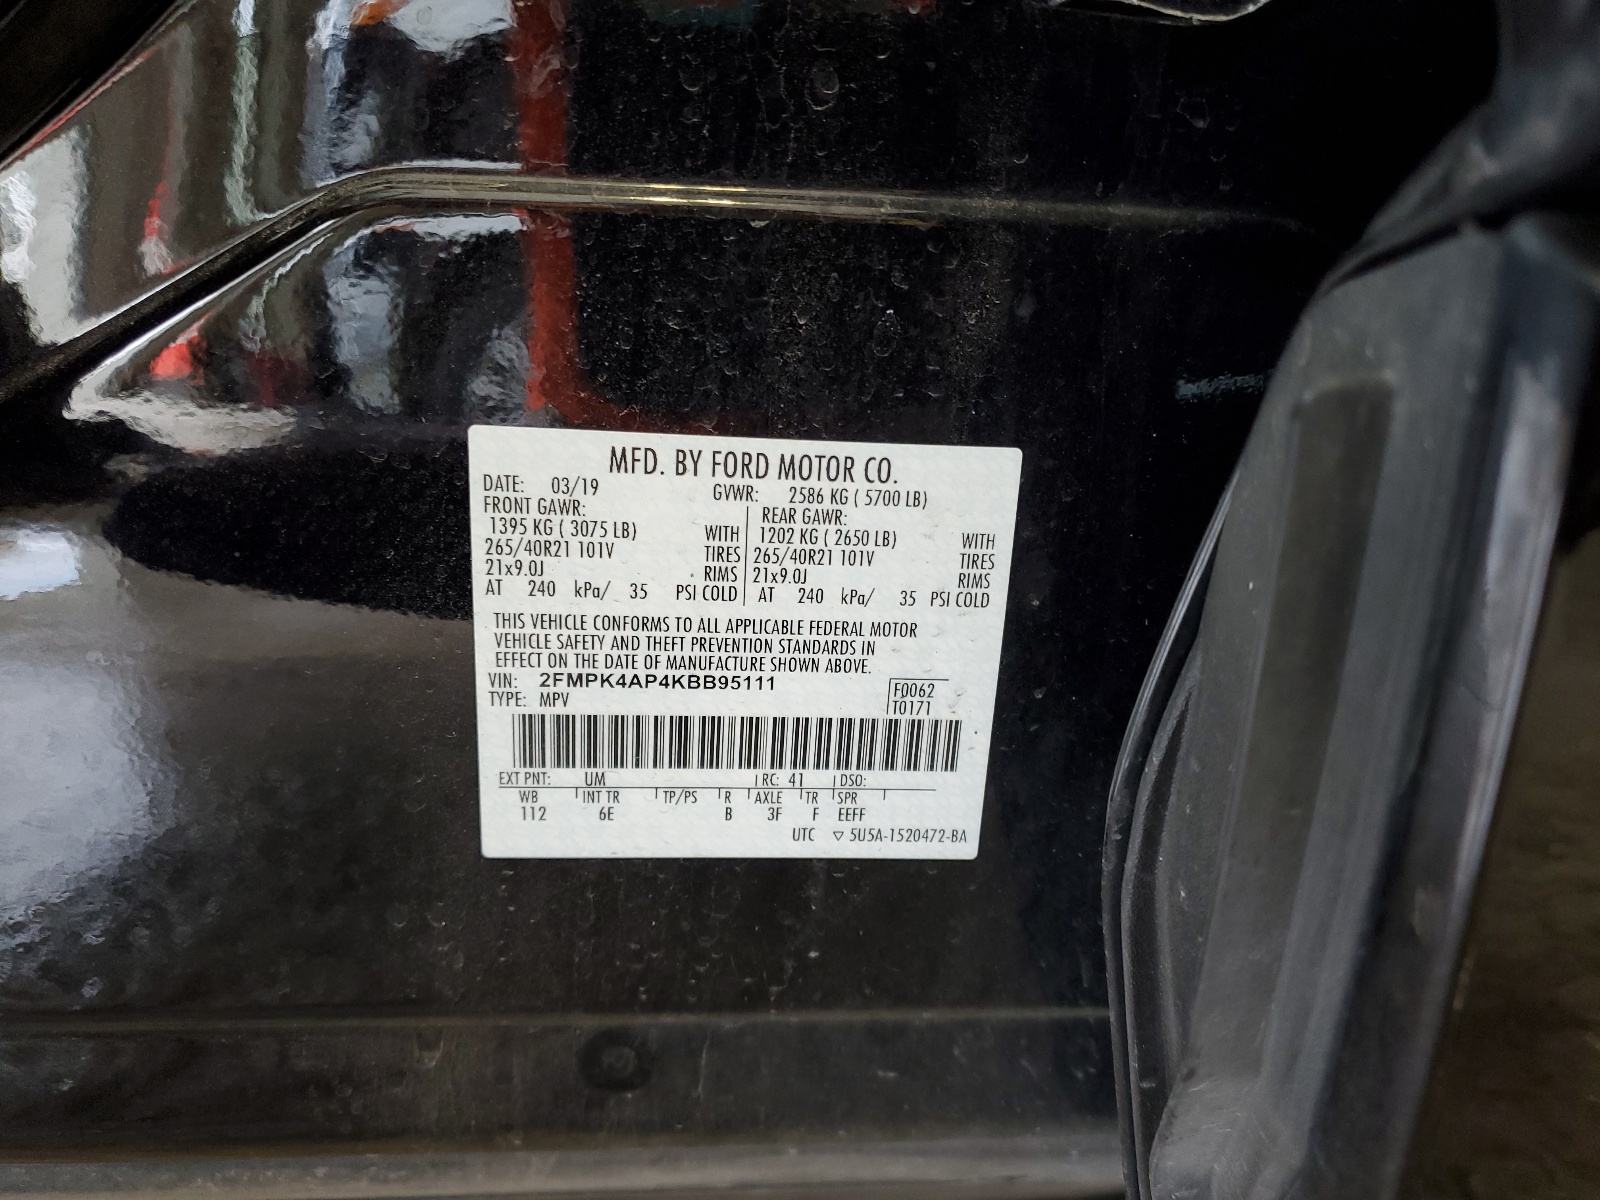 MFD. BY FORD MOTOR CO.
DATE: 03/19 GVWR: 2586 KG ( 5700 LB)
FRONT GAWR: REAR GAWR:
1395 KG ( 3075 LB) WITH 1202 KG ( 2650 LB) WITH
265/40R21 101V TIRES 265/40R21 101V TIRES
21x9.0J RIMS 21x9.0J RIMS
AT 240 kPa/ 35 PSI COLD AT 240 kPa/ 35 PSI COLD
THIS VEHICLE CONFORMS TO ALL APPLICABLE FEDERAL MOTOR
VEHICLE SAFETY AND THEFT PREVENTION STANDARDS IN
EFFECT ON THE DATE OF MANUFACTURE SHOWN ABOVE.
VIN: 2FMPK4AP4KBB95111 F0062
TYPE: MPV T0171
EXT PNT: UM RC: 41 DSO:
WB INT TR TP/PS R AXLE TR SPR
112 6E B 3F F EEFF
UTC ▽ 5U5A-1520472-BA